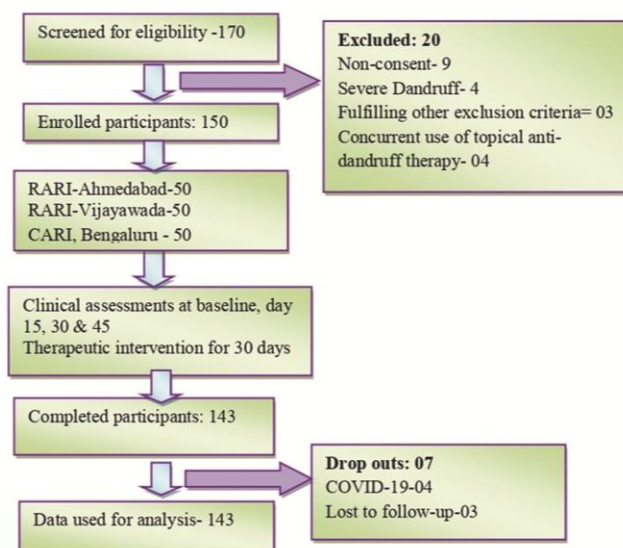 Screened for eligibility -170
Excluded: 20
Non-consent- 9
Severe Dandruff- 4
Fulfilling other exclusion criteria= 03
Concurrent use of topical anti-
dandruff therapy- 04
Enrolled participants: 150
RARI-Ahmedabad-50
RARI-Vijayawada-50
CARI, Bengaluru - 50
Clinical assessments at baseline, day
15, 30 & 45
Therapeutic intervention for 30 days
Completed participants: 143
Drop outs: 07
COVID-19-04
Lost to follow-up-03
Data used for analysis- 143